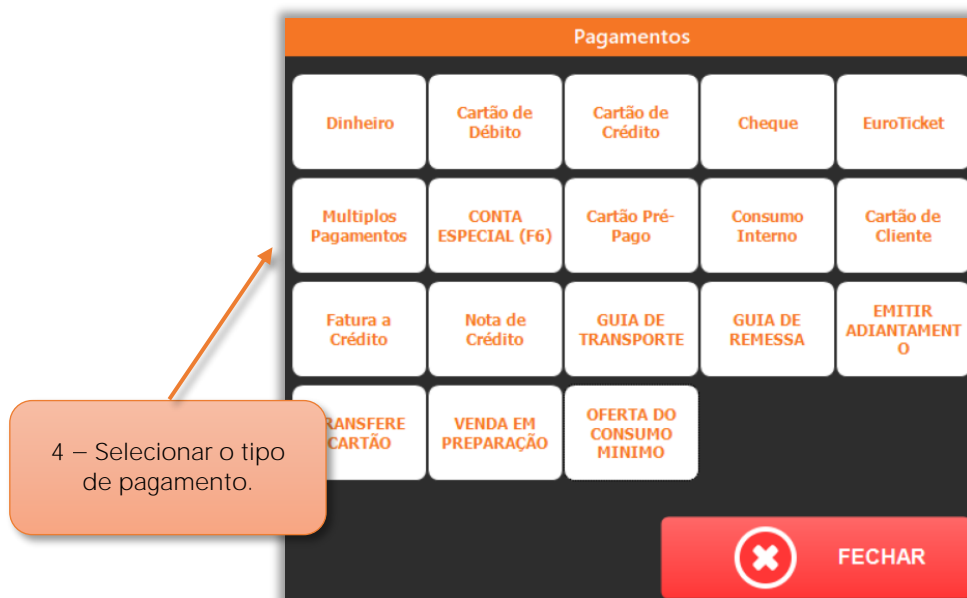 Pagamentos
Dinheiro
Cartão de
Débito
Cartão de
Crédito
Cheque
EuroTicket
Multiplos
Pagamentos
CONTA
ESPECIAL (F6)
Cartão Pré-
Pago
Consumo
Interno
Cartão de
Cliente
Fatura a
Crédito
Nota de
Crédito
GUIA DE
TRANSPORTE
GUIA DE
REMESSA
EMITIR
ADIANTAMENT
O
RANSFERE
CARTÃO
VENDA EM
PREPARAÇÃO
OFERTA DO
CONSUMO
MINIMO
4 – Selecionar o tipo
de pagamento.
FECHAR